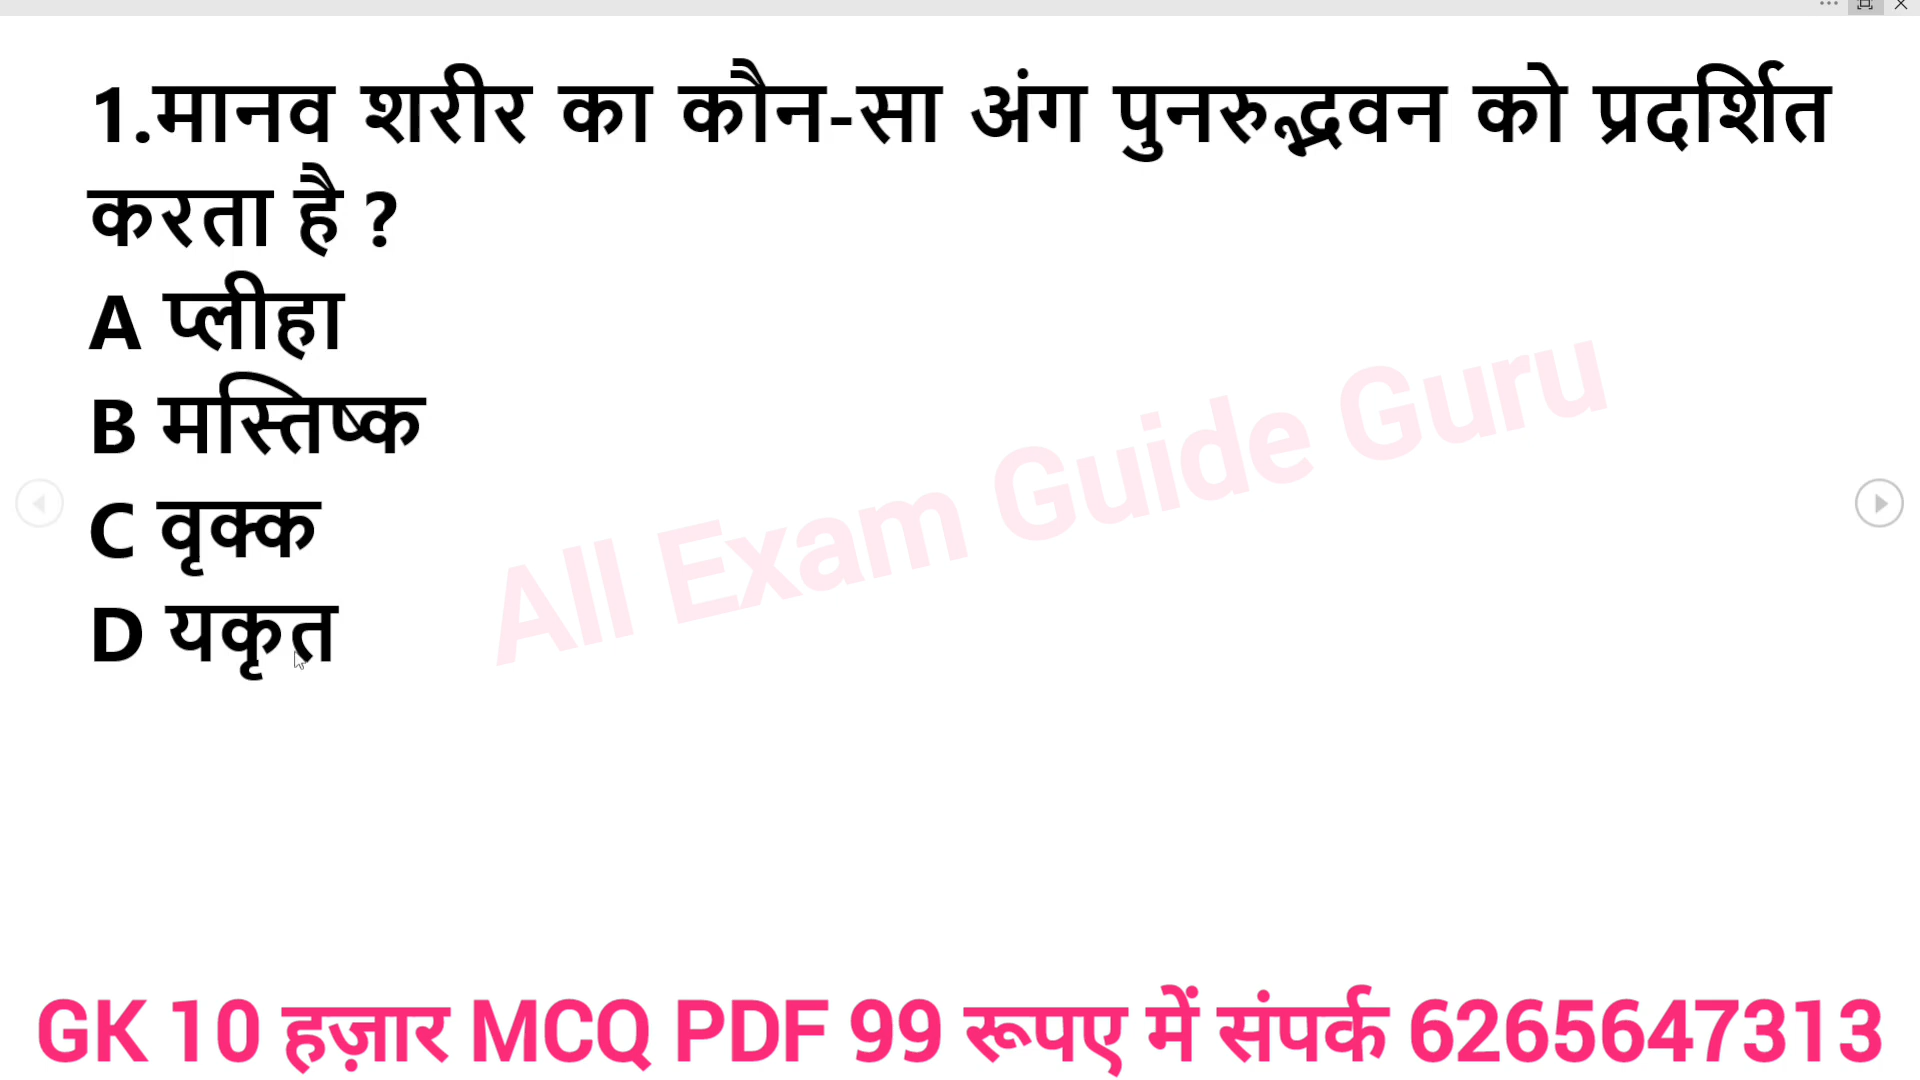 1.मानव शरीर का कौन-सा अंग पुनरुद्भवन को प्रदर्शित
करता है ?
A प्लीहा
B मस्तिष्क
C वृक्क
D यकृत
All Exam Guide Guru
GK 10 हज़ार MCQ PDF 99 रूपए में संपर्क 6265647313